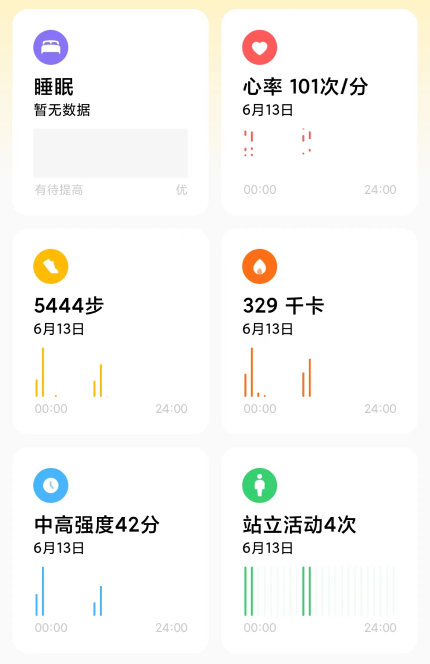 睡眠
暂无数据
有待提高 优
心率 101次/分
6月13日
00:00 24:00
5444步
6月13日
00:00 24:00
329 千卡
6月13日
00:00 24:00
中高强度42分
6月13日
00:00 24:00
站立活动4次
6月13日
00:00 24:00